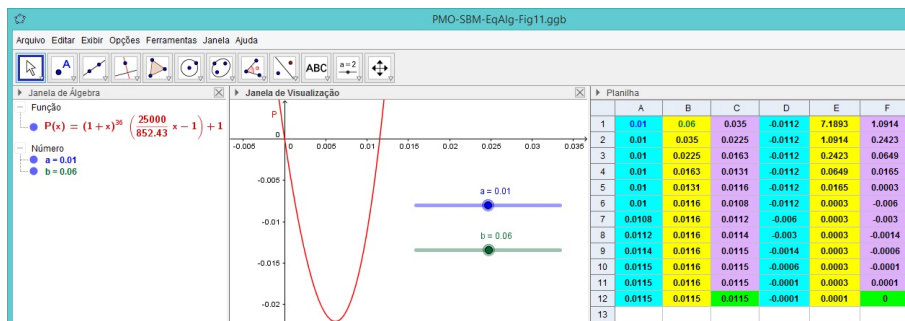 PMO-SBM-EqAlg-Fig11.ggb
Arquivo Editar Exibir Opções Ferramentas Janela Ajuda
A ABC a=2
Janela de Álgebra
Função
P(x) = (1 + x)^36 (25000/852.43 x − 1) + 1
Número
a = 0.01
b = 0.06
Janela de Visualização
P
0
-0.005 0 0.005 0.01 0.015 0.02 0.025 0.03 0.035
-0.005
-0.01
-0.015
-0.02
a = 0.01
b = 0.06
Planilha
A B C D E F
1 0.01 0.06 0.035 -0.0112 7.1893 1.0914
2 0.01 0.035 0.0225 -0.0112 1.0914 0.2423
3 0.01 0.0225 0.0163 -0.0112 0.2423 0.0649
4 0.01 0.0163 0.0131 -0.0112 0.0649 0.0165
5 0.01 0.0131 0.0116 -0.0112 0.0165 0.0003
6 0.01 0.0116 0.0108 -0.0112 0.0003 -0.006
7 0.0108 0.0116 0.0112 -0.006 0.0003 -0.003
8 0.0112 0.0116 0.0114 -0.003 0.0003 -0.0014
9 0.0114 0.0116 0.0115 -0.0014 0.0003 -0.0006
10 0.0115 0.0116 0.0115 -0.0006 0.0003 -0.0001
11 0.0115 0.0116 0.0115 -0.0001 0.0003 0.0001
12 0.0115 0.0115 0.0115 -0.0001 0.0001 0
13